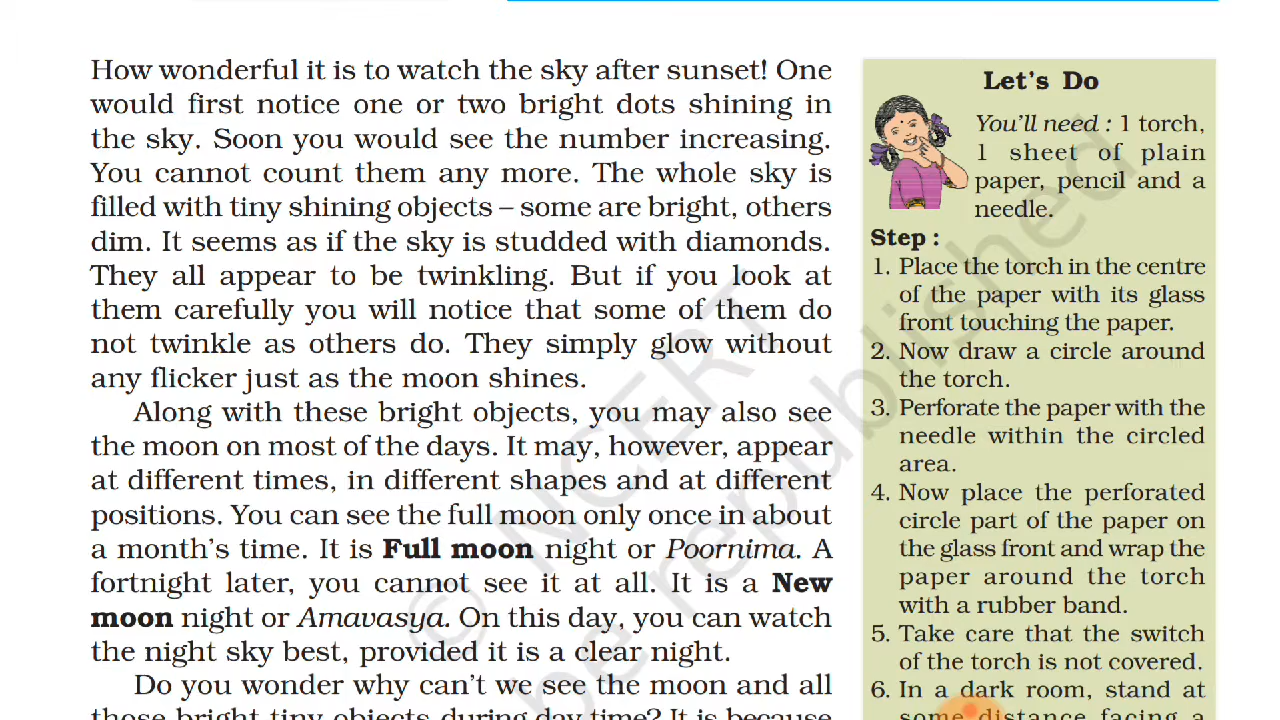 How wonderful it is to watch the sky after sunset! One
would first notice one or two bright dots shining in
the sky. Soon you would see the number increasing.
You cannot count them any more. The whole sky is
filled with tiny shining objects – some are bright, others
dim. It seems as if the sky is studded with diamonds.
They all appear to be twinkling. But if you look at
them carefully you will notice that some of them do
not twinkle as others do. They simply glow without
any flicker just as the moon shines.
Along with these bright objects, you may also see
the moon on most of the days. It may, however, appear
at different times, in different shapes and at different
positions. You can see the full moon only once in about
a month's time. It is Full moon night or Poornima. A
fortnight later, you cannot see it at all. It is a New
moon night or Amavasya. On this day, you can watch
the night sky best, provided it is a clear night.
Do you wonder why can't we see the moon and all
those bright tiny objects during day time? It is because
Let's Do
You'll need : 1 torch,
1 sheet of plain
paper, pencil and a
needle.
Step :
1. Place the torch in the centre
of the paper with its glass
front touching the paper.
2. Now draw a circle around
the torch.
3. Perforate the paper with the
needle within the circled
area.
4. Now place the perforated
circle part of the paper on
the glass front and wrap the
paper around the torch
with a rubber band.
5. Take care that the switch
of the torch is not covered.
6. In a dark room, stand at
some distance facing a
© NCERT
be republished